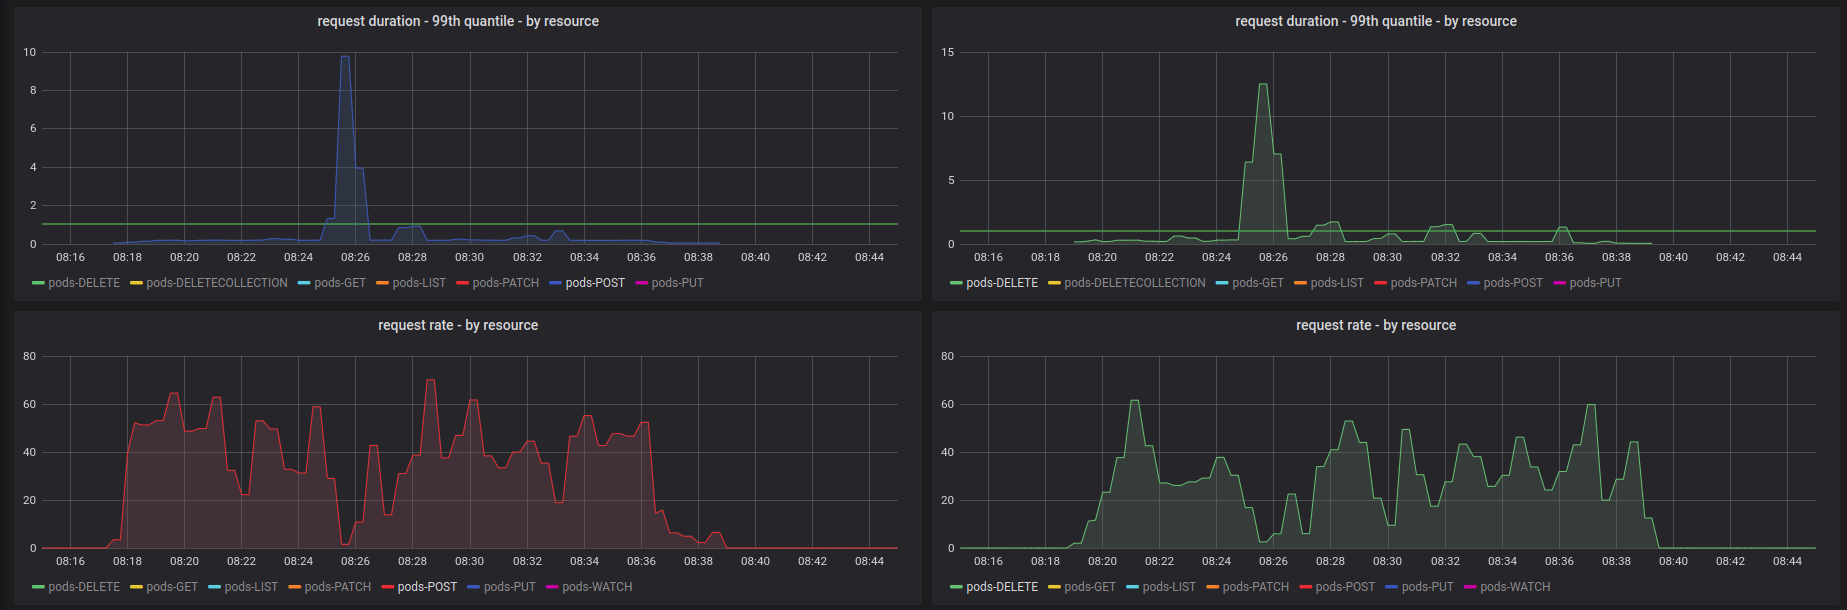 request duration - 99th quantile - by resource
10
8
6
4
2
0
08:16 08:18 08:20 08:22 08:24 08:26 08:28 08:30 08:32 08:34 08:36 08:38 08:40 08:42 08:44
pods-DELETE pods-DELETECOLLECTION pods-GET pods-LIST pods-PATCH pods-POST pods-PUT
request duration - 99th quantile - by resource
15
10
5
0
08:16 08:18 08:20 08:22 08:24 08:26 08:28 08:30 08:32 08:34 08:36 08:38 08:40 08:42 08:44
pods-DELETE pods-DELETECOLLECTION pods-GET pods-LIST pods-PATCH pods-POST pods-PUT
request rate - by resource
80
60
40
20
0
08:16 08:18 08:20 08:22 08:24 08:26 08:28 08:30 08:32 08:34 08:36 08:38 08:40 08:42 08:44
pods-DELETE pods-GET pods-LIST pods-PATCH pods-POST pods-PUT pods-WATCH
request rate - by resource
80
60
40
20
0
08:16 08:18 08:20 08:22 08:24 08:26 08:28 08:30 08:32 08:34 08:36 08:38 08:40 08:42 08:44
pods-DELETE pods-GET pods-LIST pods-PATCH pods-POST pods-PUT pods-WATCH